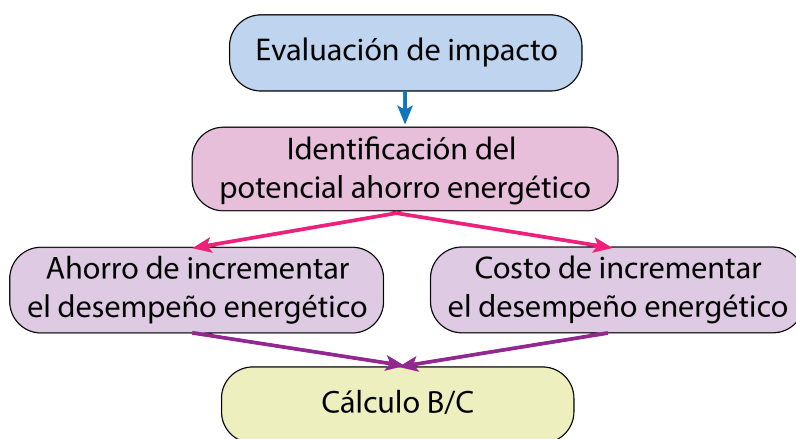 Evaluación de impacto
Identificación del
potencial ahorro energético
Ahorro de incrementar
el desempeño energético
Costo de incrementar
el desempeño energético
Cálculo B/C